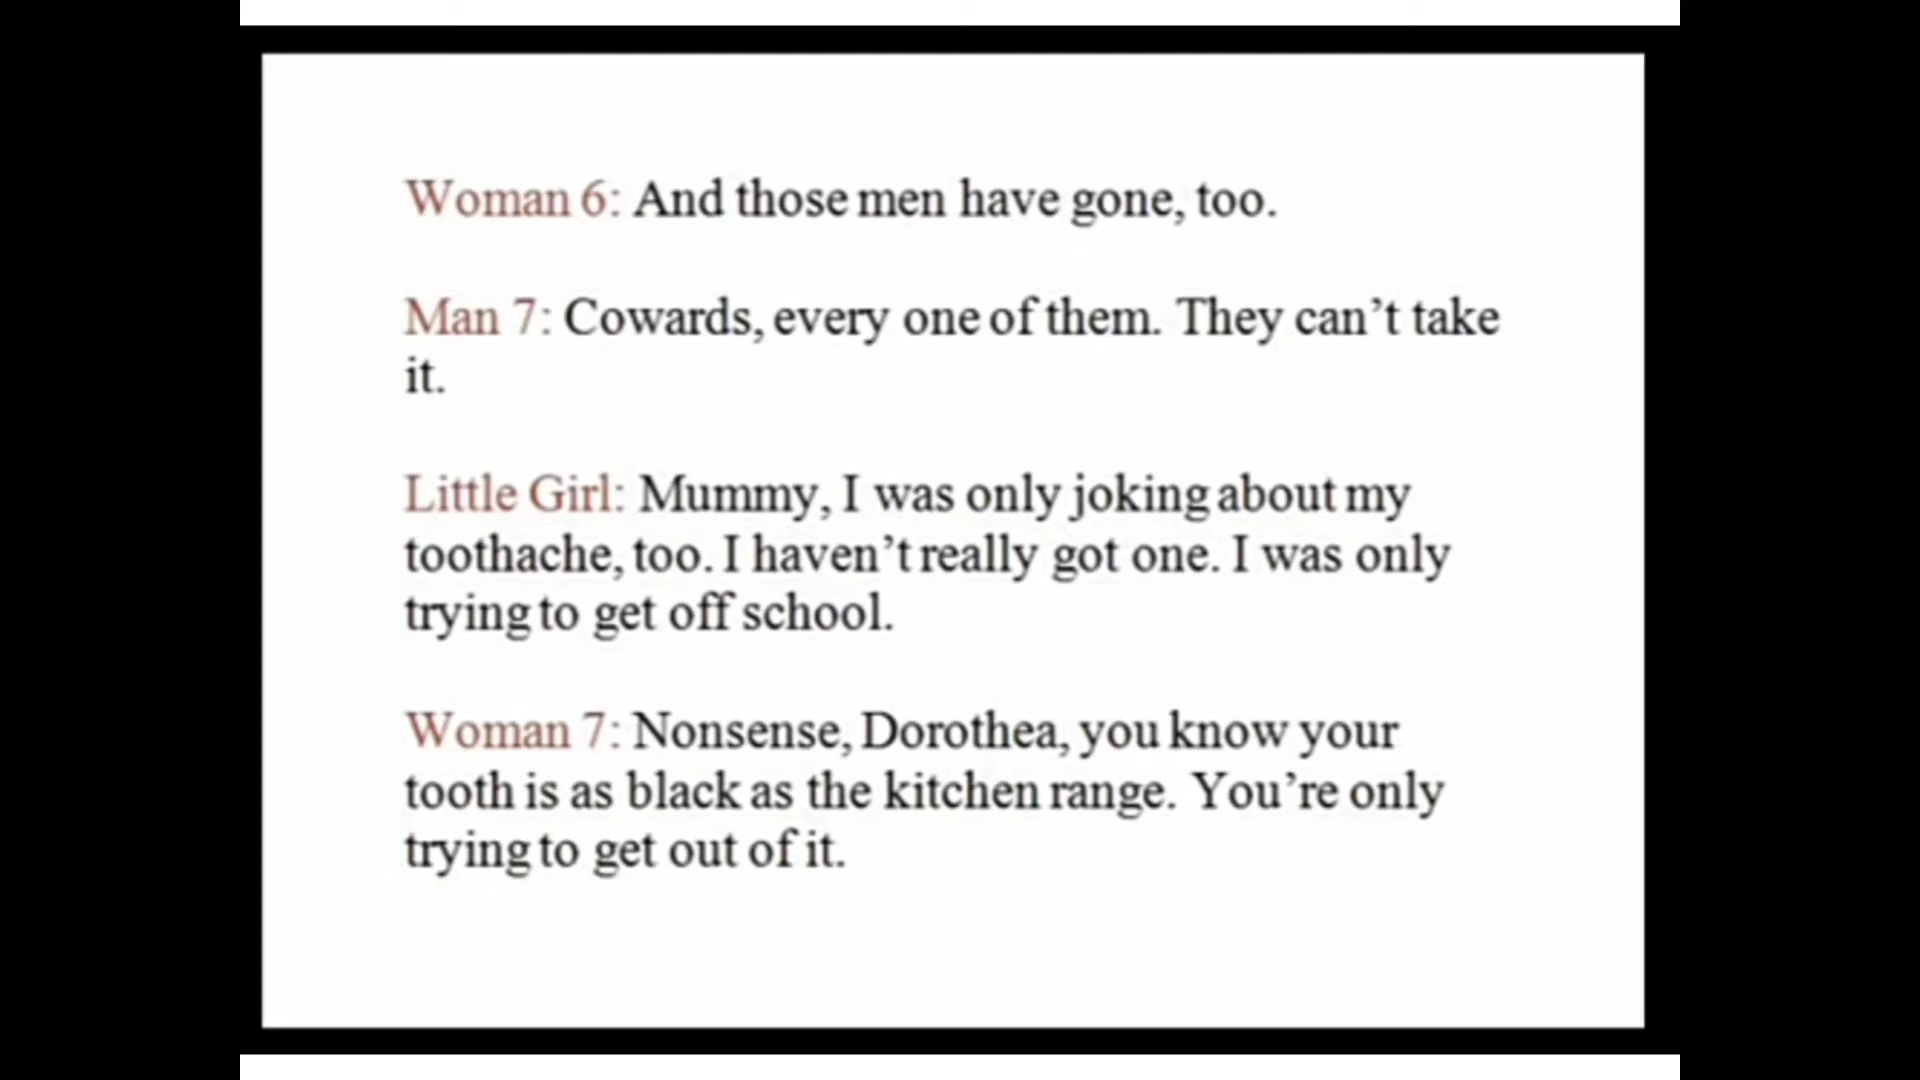 Woman 6: And those men have gone, too.
Man 7: Cowards, every one of them. They can’t take
it.
Little Girl: Mummy, I was only joking about my
toothache, too. I haven’t really got one. I was only
trying to get off school.
Woman 7: Nonsense, Dorothea, you know your
tooth is as black as the kitchen range. You’re only
trying to get out of it.